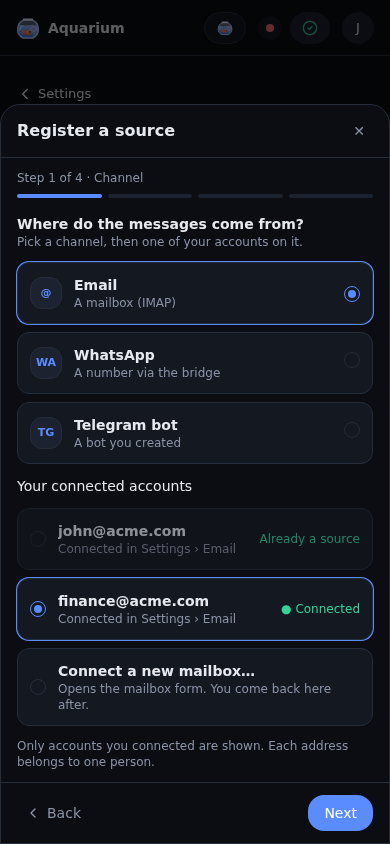 Aquarium
J
Settings
Register a source
×
Step 1 of 4 · Channel
Where do the messages come from?
Pick a channel, then one of your accounts on it.
@
Email
A mailbox (IMAP)
WA
WhatsApp
A number via the bridge
TG
Telegram bot
A bot you created
Your connected accounts
john@acme.com
Connected in Settings › Email
Already a source
finance@acme.com
Connected in Settings › Email
Connected
Connect a new mailbox…
Opens the mailbox form. You come back here
after.
Only accounts you connected are shown. Each address
belongs to one person.
Back
Next